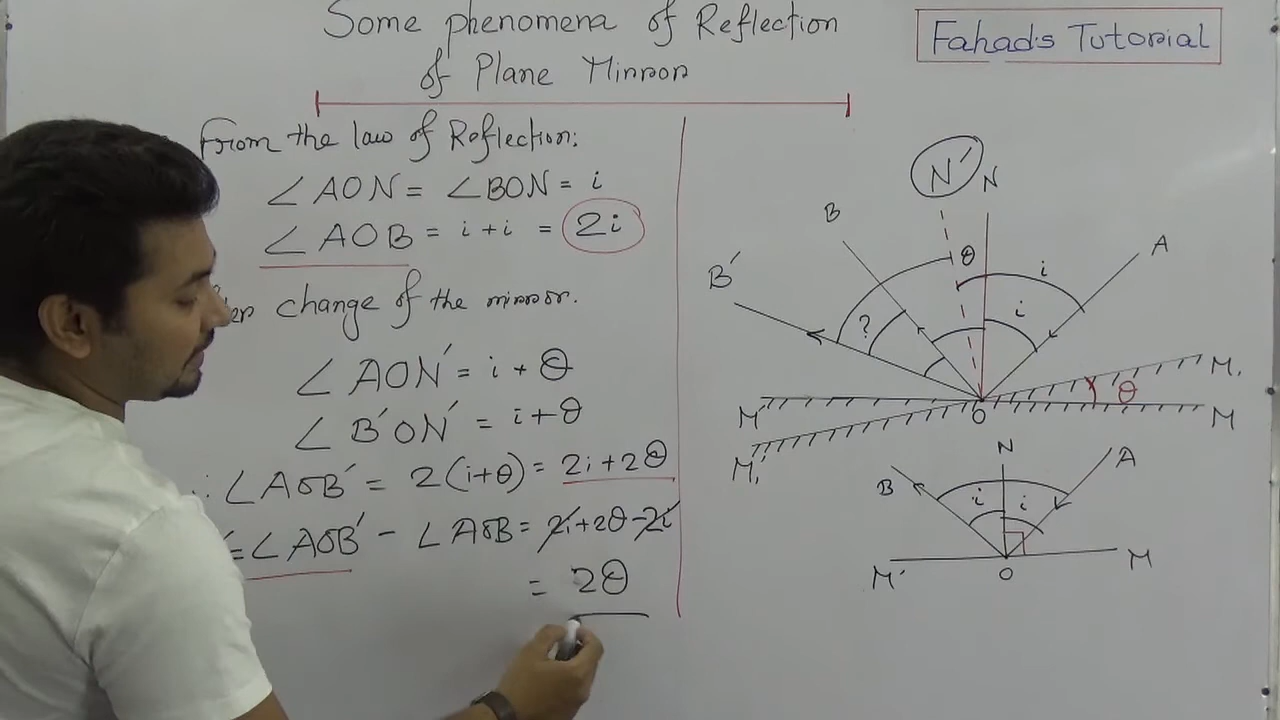 Some phenomena of Reflection
of Plane Mirror
Fahad's Tutorial
From the law of Reflection:
∠AON = ∠BON = i
∠AOB = i + i = 2i
change of the mirror.
∠AON′ = i + θ
∠B′ON′ = i + θ
∴ ∠AOB′ = 2(i+θ) = 2i + 2θ
= ∠AOB′ - ∠AOB = 2i + 2θ - 2i
= 2θ
N′ N
B θ i A
B′ ? i
M₁
M′ θ
O M
M₁′
N A
B i i
M′ O M